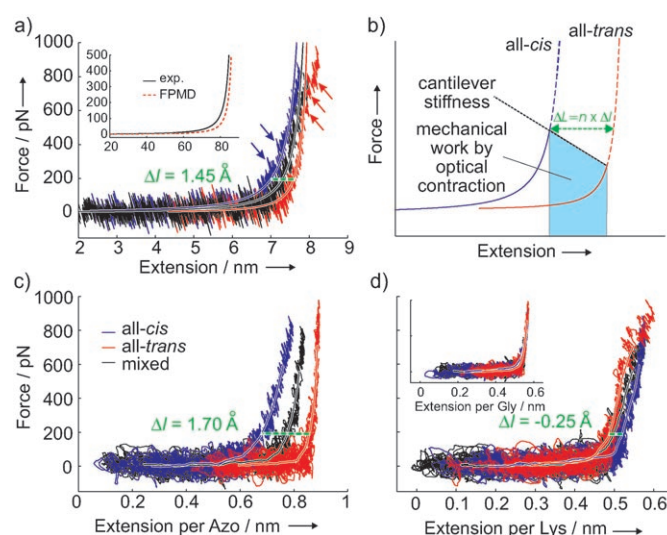 a)
1000
800
600
400
200
0
Force / pN
500
400
300
200
100
0
20 40 60 80
exp.
FPMD
Δl = 1.45 Å
2 3 4 5 6 7 8 9
Extension / nm
b)
all-cis
all-trans
cantilever
stiffness
ΔL=n x Δl
mechanical
work by
optical
contraction
Force
Extension
c)
1000
800
600
400
200
0
Force / pN
all-cis
all-trans
mixed
Δl = 1.70 Å
0 0.2 0.4 0.6 0.8 1
Extension per Azo / nm
d)
0 0.2 0.4 0.6
Extension per Gly / nm
Δl = -0.25 Å
0 0.1 0.2 0.3 0.4 0.5 0.6
Extension per Lys / nm